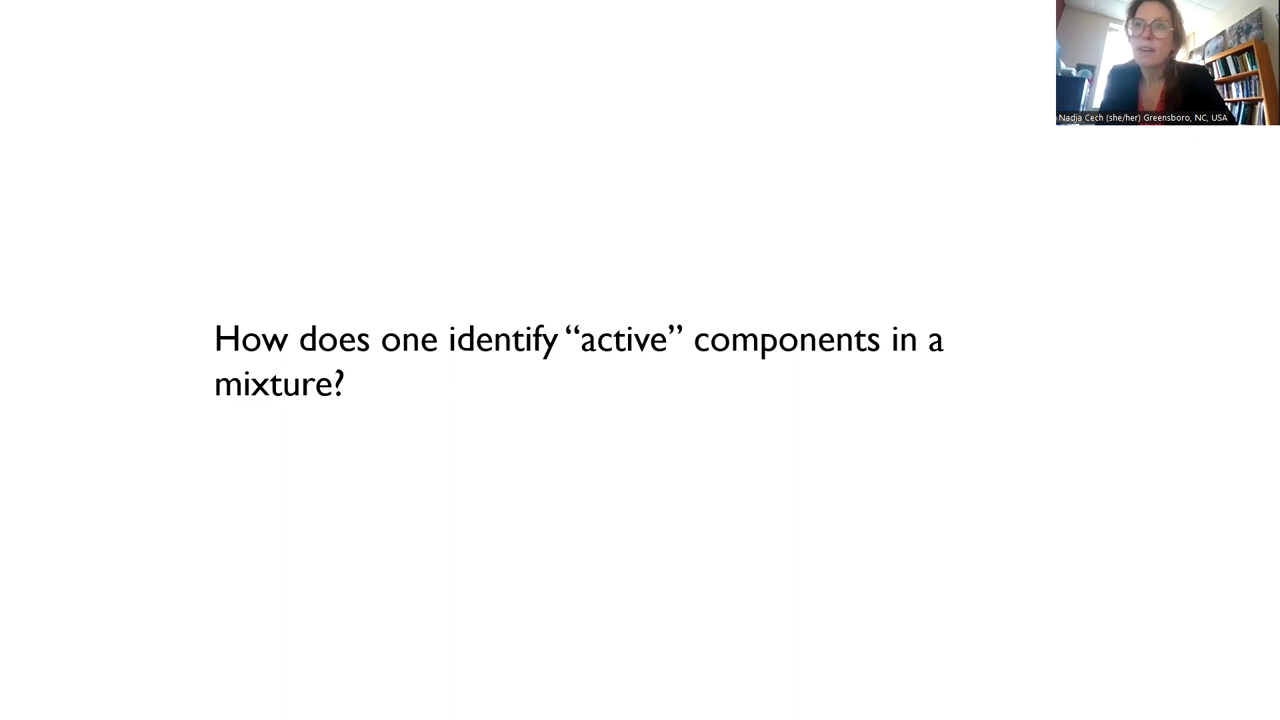 Nadja Cech (she/her) Greensboro, NC, USA
How does one identify “active” components in a
mixture?